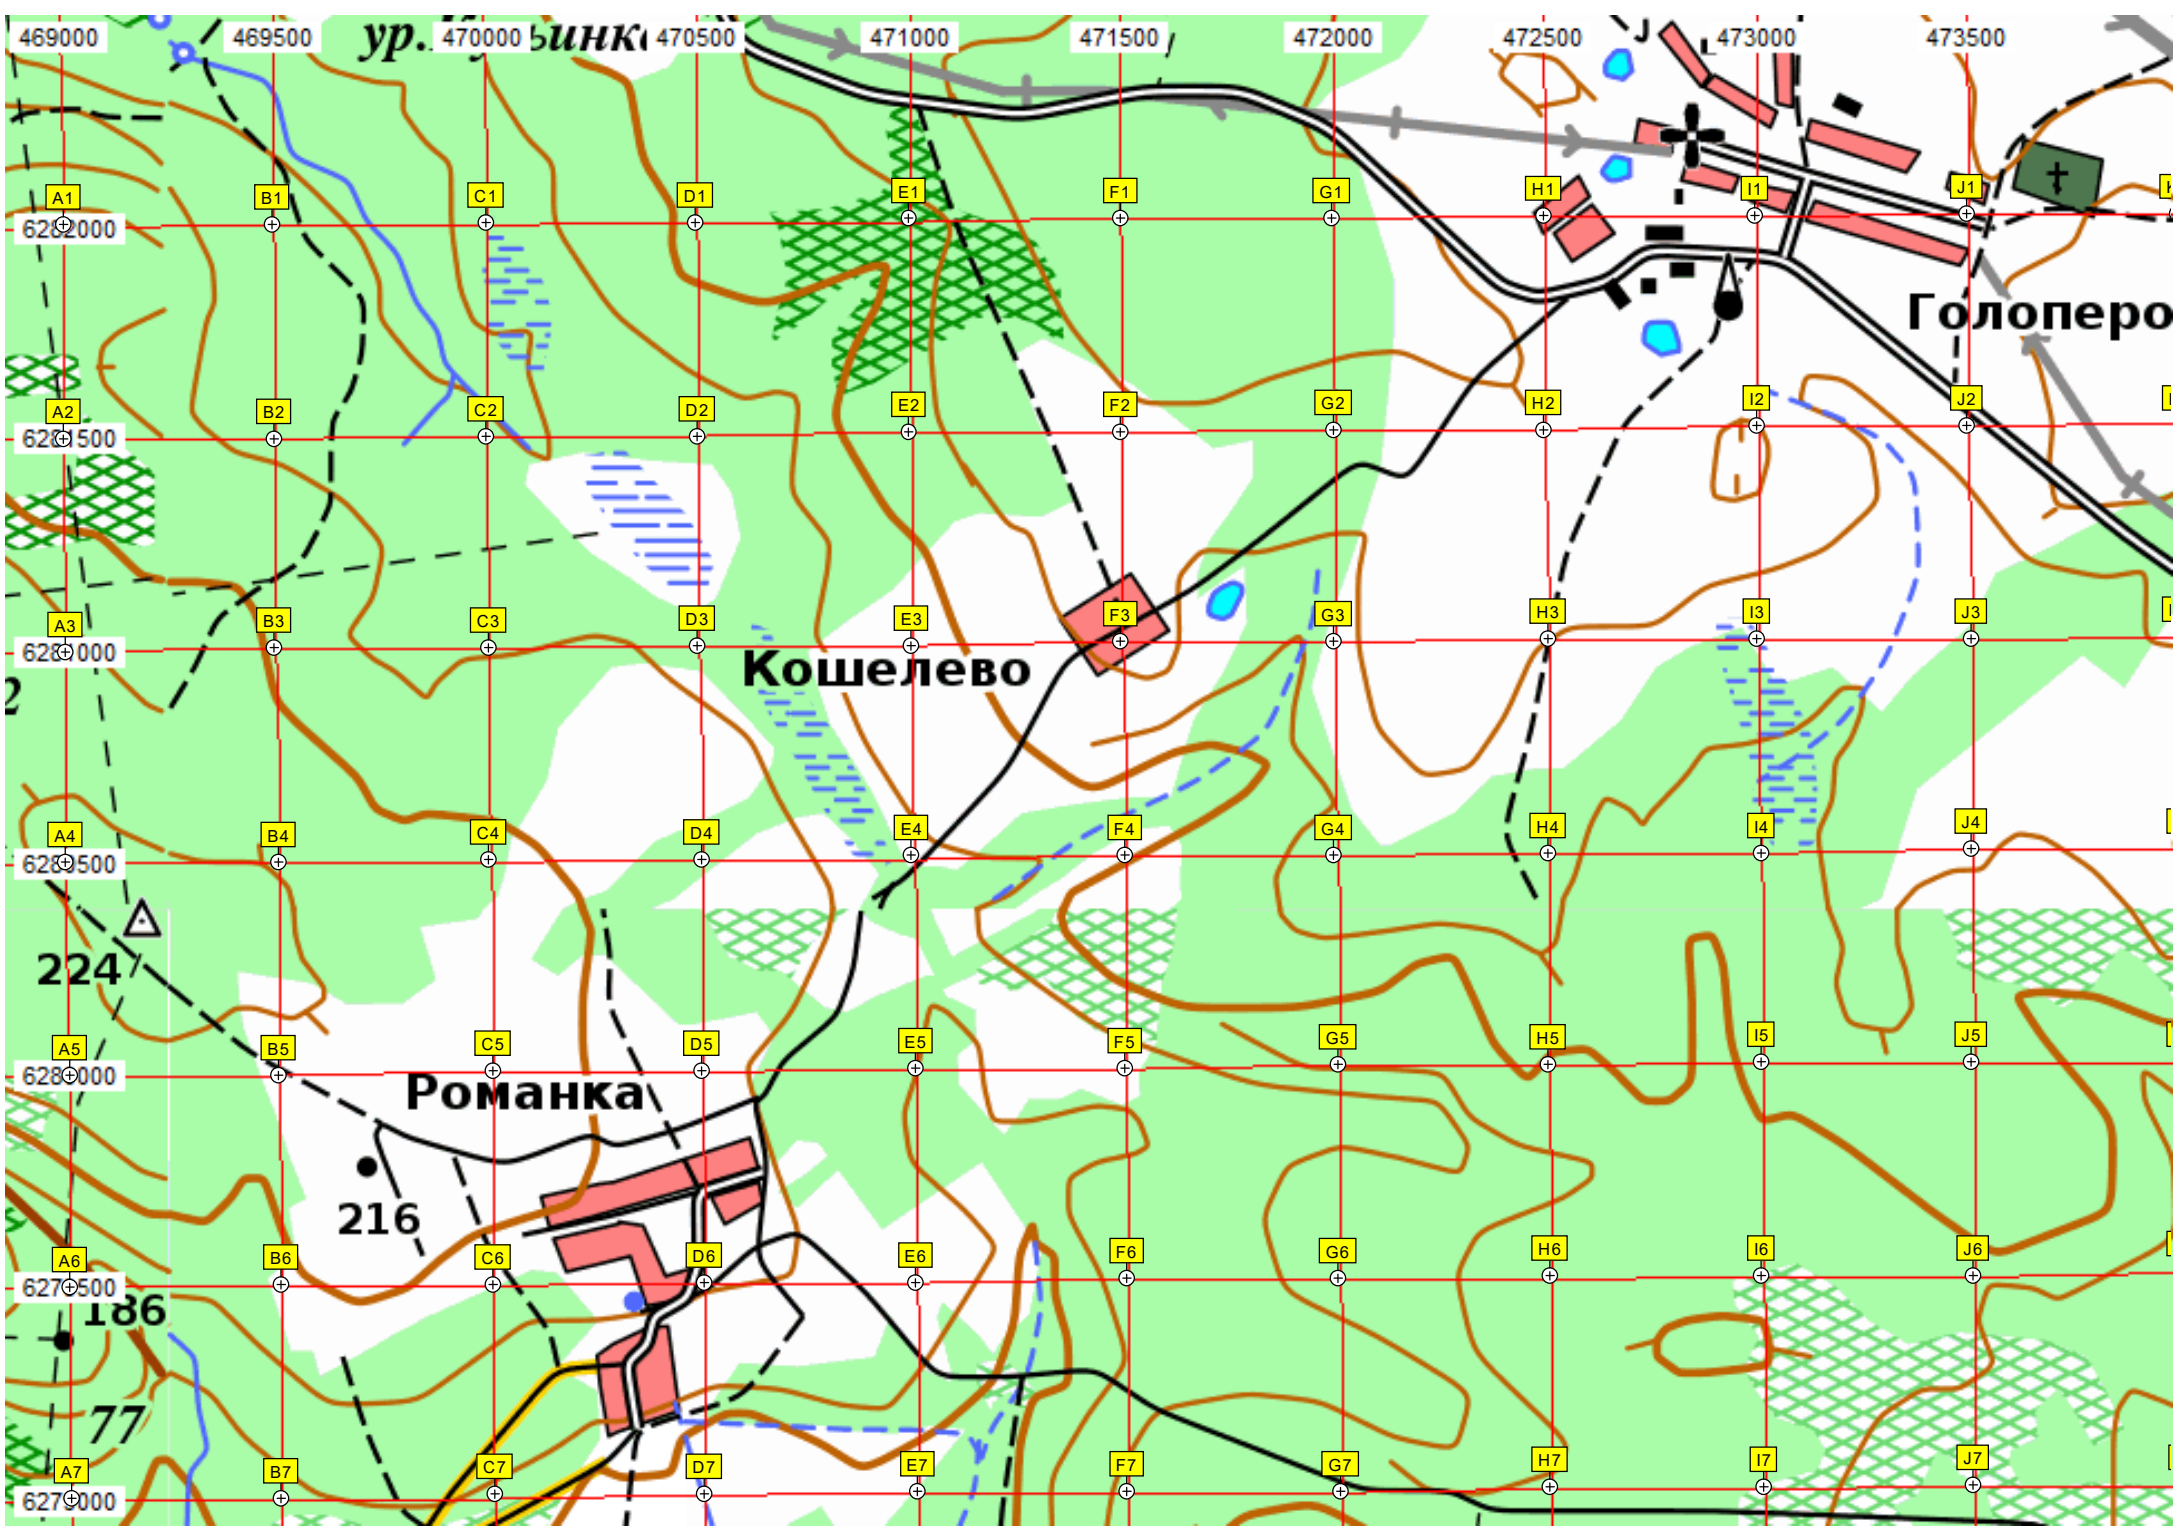 469000 469500 470000 470500 471000 471500 472000 472500 473000 473500
A1 B1 C1 D1 E1 F1 G1 H1 I1 J1
6282000
Голоперо
A2 B2 C2 D2 E2 F2 G2 H2 I2 J2
A3 B3 C3 D3 E3 F3 G3 H3 I3 J3
Кошелево
2
A4 B4 C4 D4 E4 F4 G4 H4 I4 J4
224
A5 B5 C5 D5 E5 F5 G5 H5 I5 J5
Романка
216
A6 B6 C6 D6 E6 F6 G6 H6 I6 J6
186
77
A7 B7 C7 D7 E7 F7 G7 H7 I7 J7